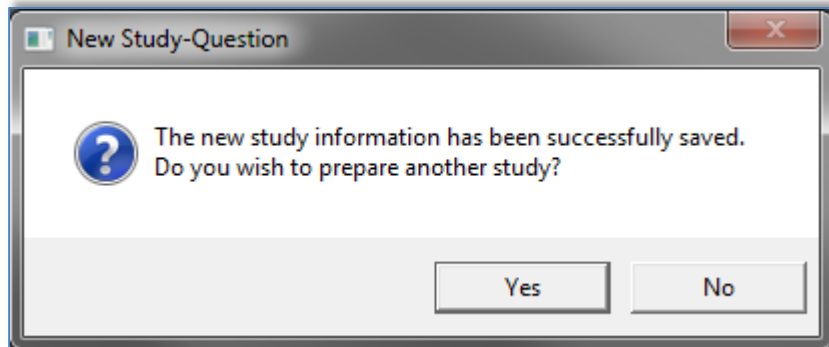 New Study-Question
The new study information has been successfully saved.
Do you wish to prepare another study?
Yes
No